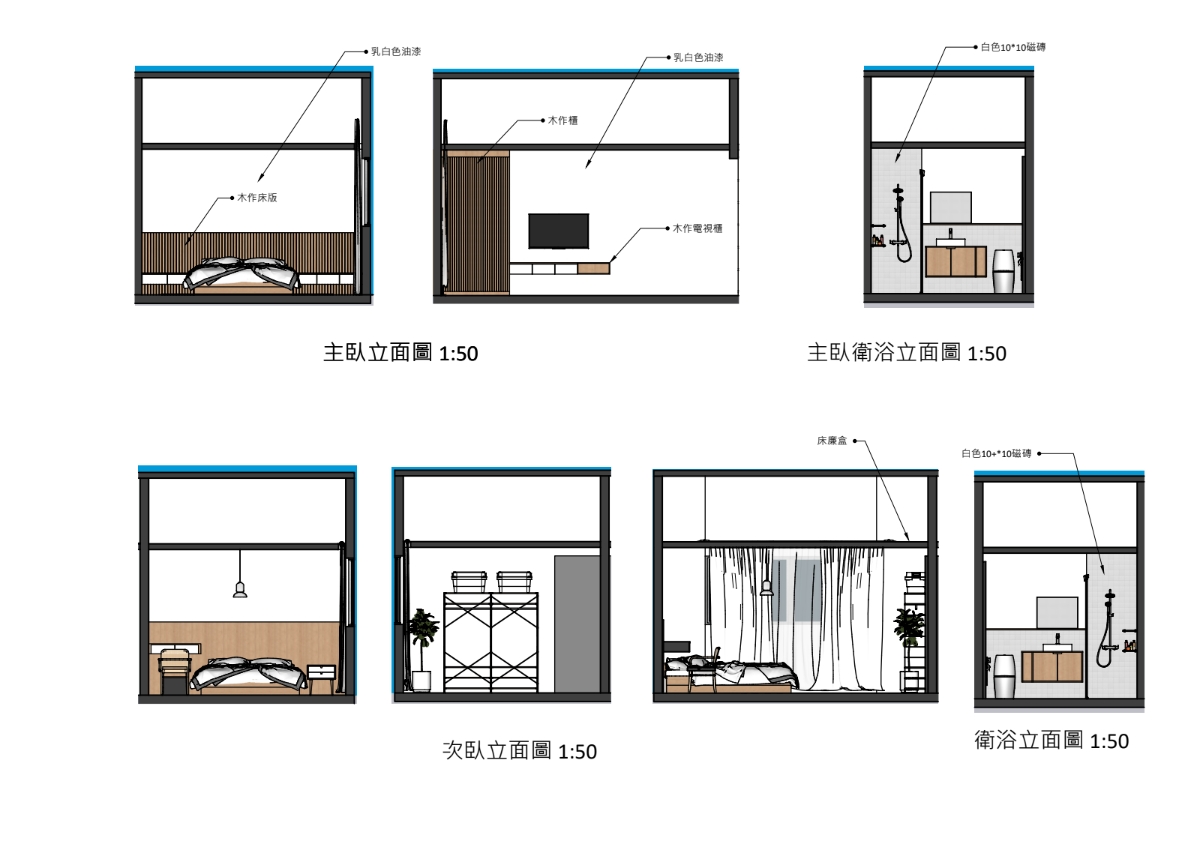 乳白色油漆
乳白色油漆
白色10*10磁磚
木作櫃
木作床版
木作電視櫃
主臥立面圖 1:50
主臥衛浴立面圖 1:50
床廉盒
白色10+*10磁磚
次臥立面圖 1:50
衛浴立面圖 1:50